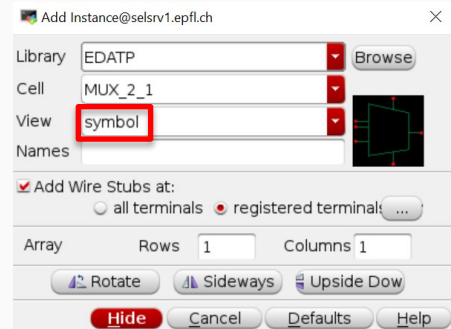 Add Instance@selsrv1.epfl.ch
Library EDATP Browse
Cell MUX_2_1
View symbol
Names
Add Wire Stubs at:
all terminals registered terminals ...
Array Rows 1 Columns 1
Rotate Sideways Upside Dow
Hide Cancel Defaults Help